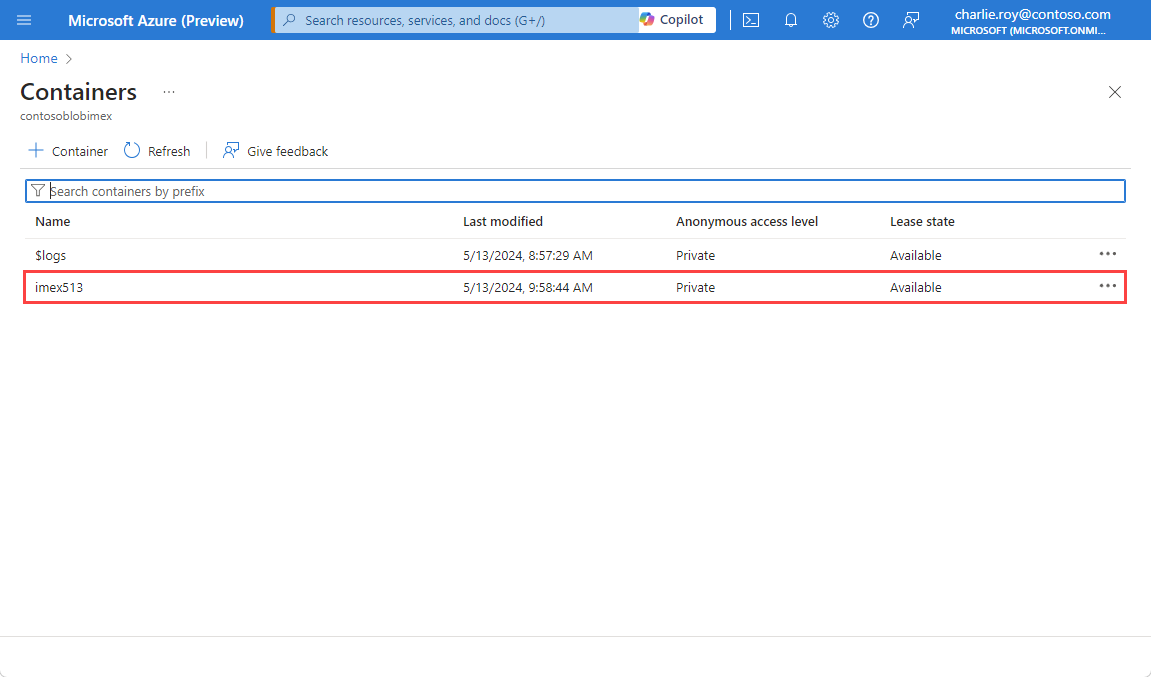 Microsoft Azure (Preview) Search resources, services, and docs (G+/) Copilot charlie.roy@contoso.com
MICROSOFT (MICROSOFT.ONMI...
Home
Containers ...
contosoblobimex
Container Refresh Give feedback
Search containers by prefix
Name Last modified Anonymous access level Lease state
$logs 5/13/2024, 8:57:29 AM Private Available
imex513 5/13/2024, 9:58:44 AM Private Available